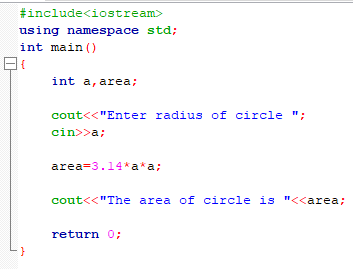 #include<iostream>
using namespace std;
int main()
{
int a,area;
cout<<"Enter radius of circle ";
cin>>a;
area=3.14*a*a;
cout<<"The area of circle is "<<area;
return 0;
}